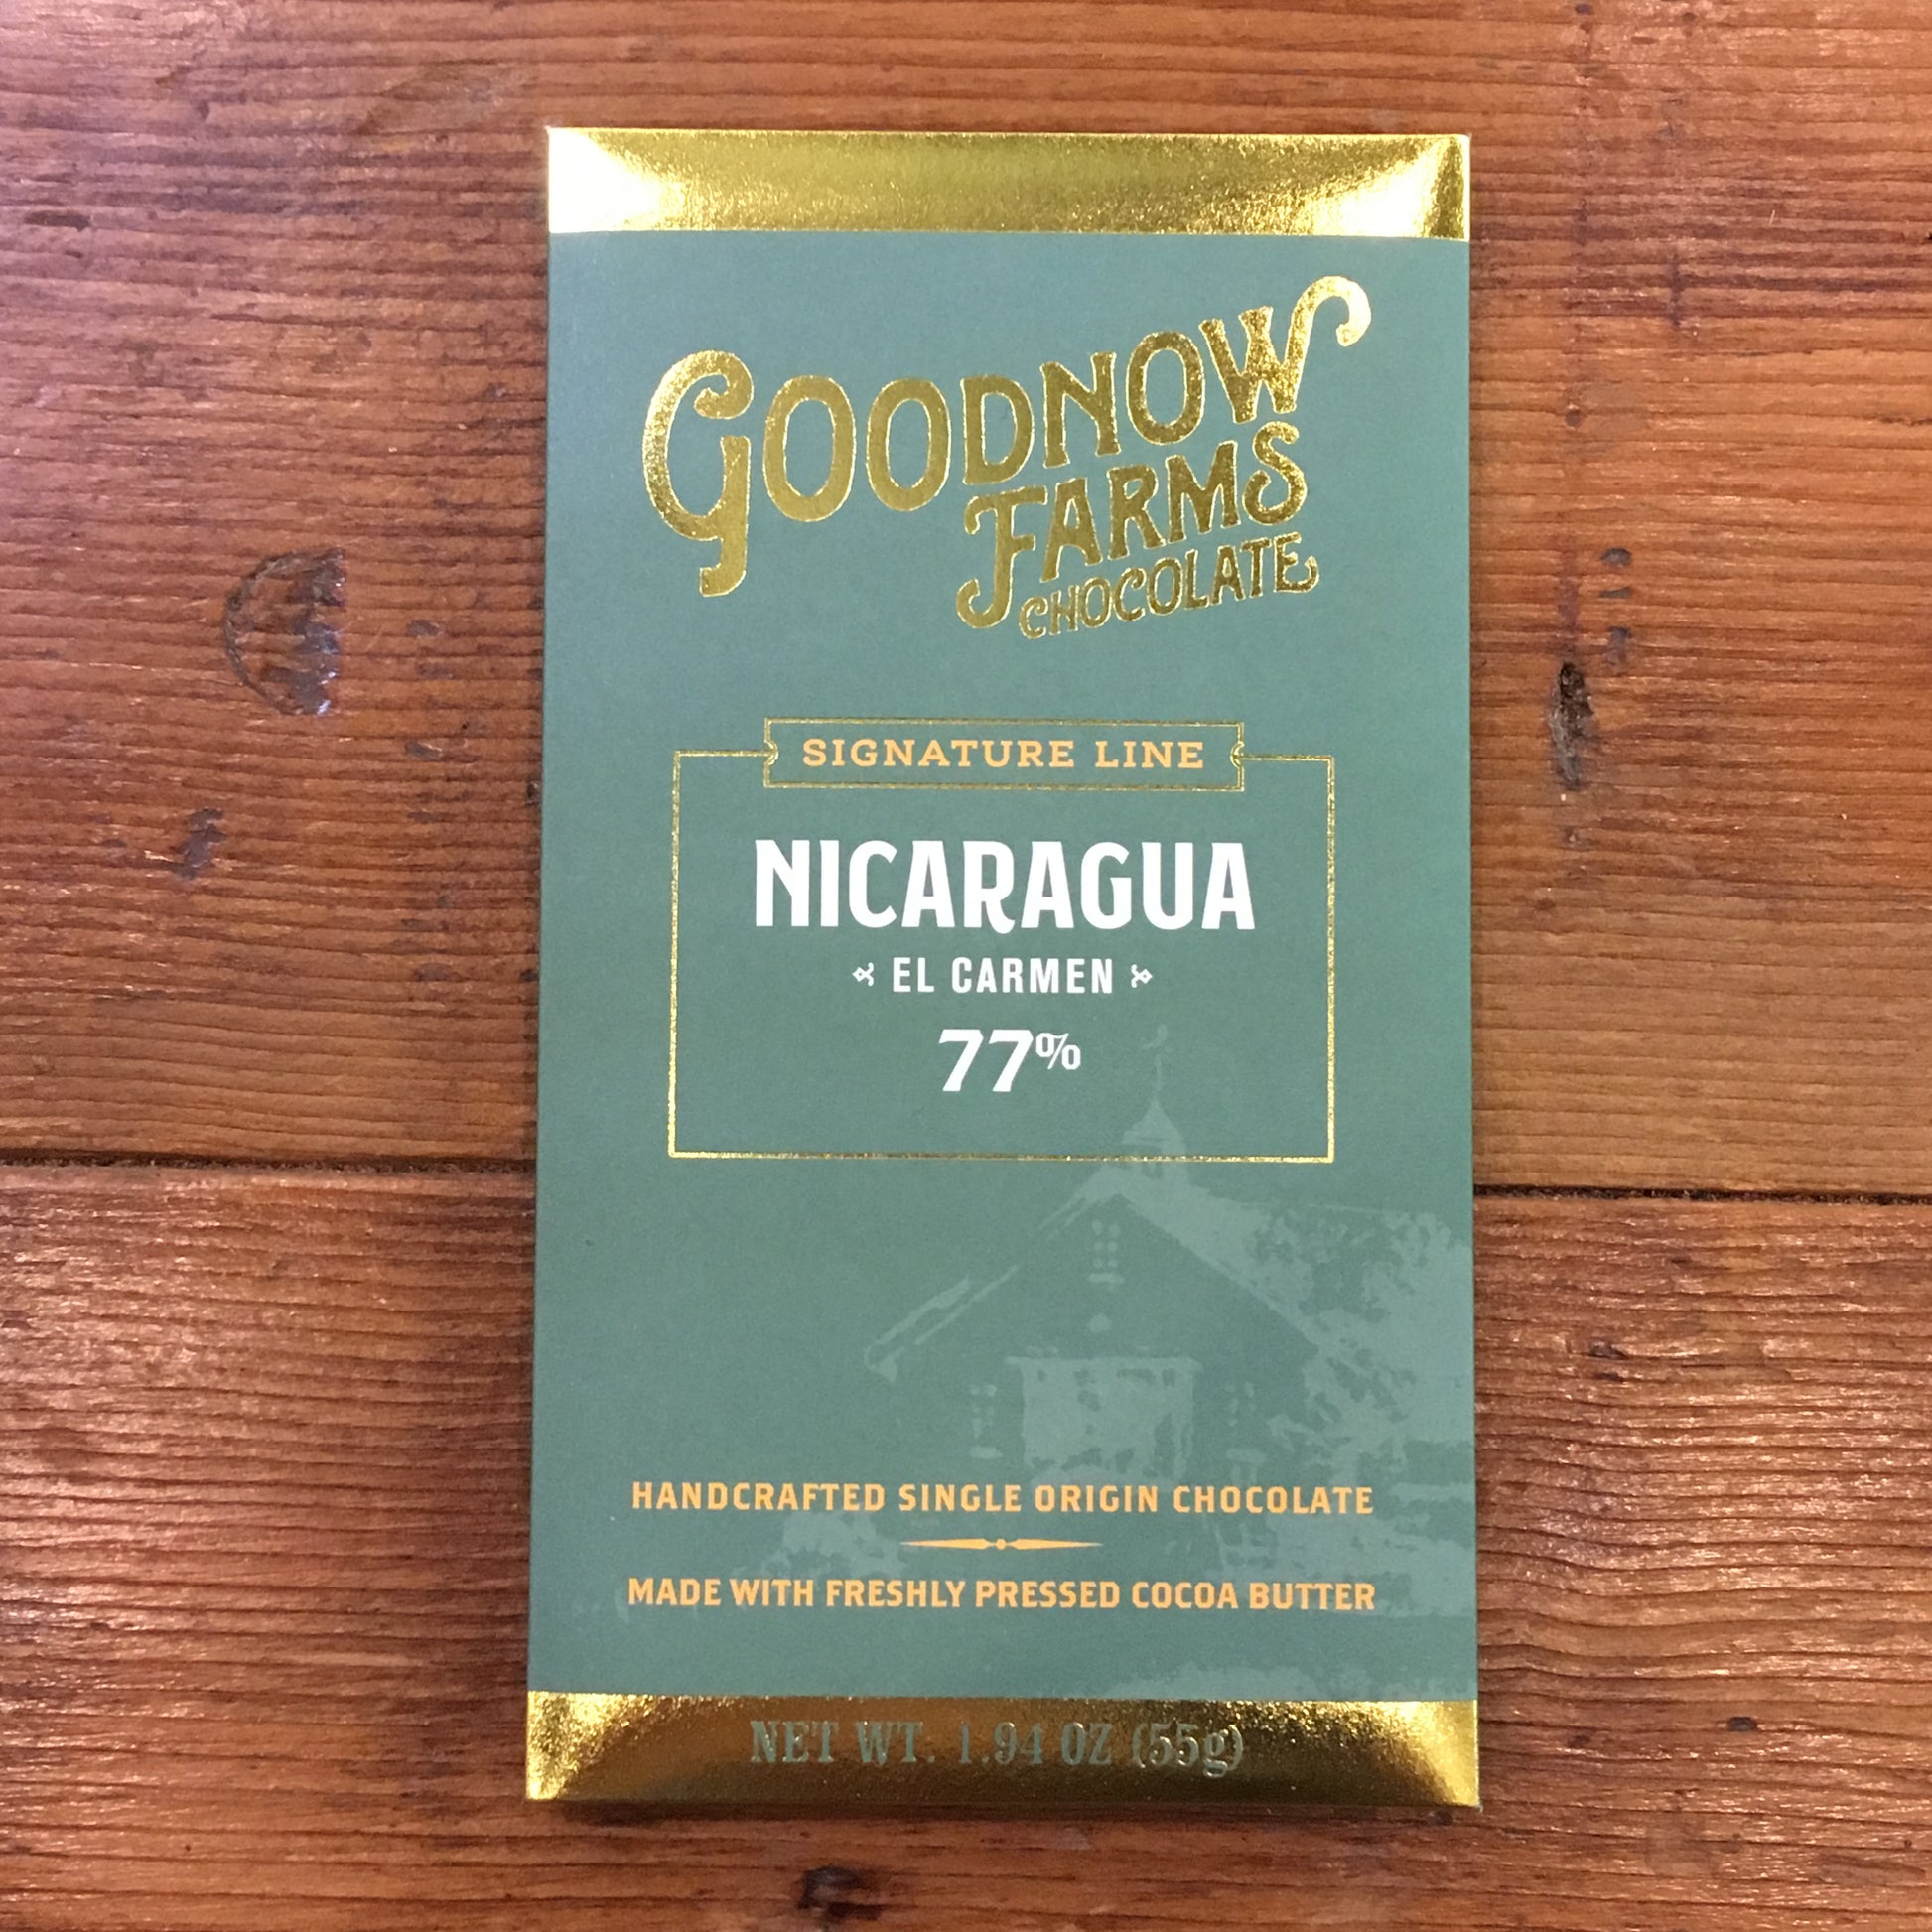 GOODNOW
FARMS
CHOCOLATE
SIGNATURE LINE
NICARAGUA
EL CARMEN
77%
HANDCRAFTED SINGLE ORIGIN CHOCOLATE
MADE WITH FRESHLY PRESSED COCOA BUTTER
NET WT. 1.94 OZ (55g)